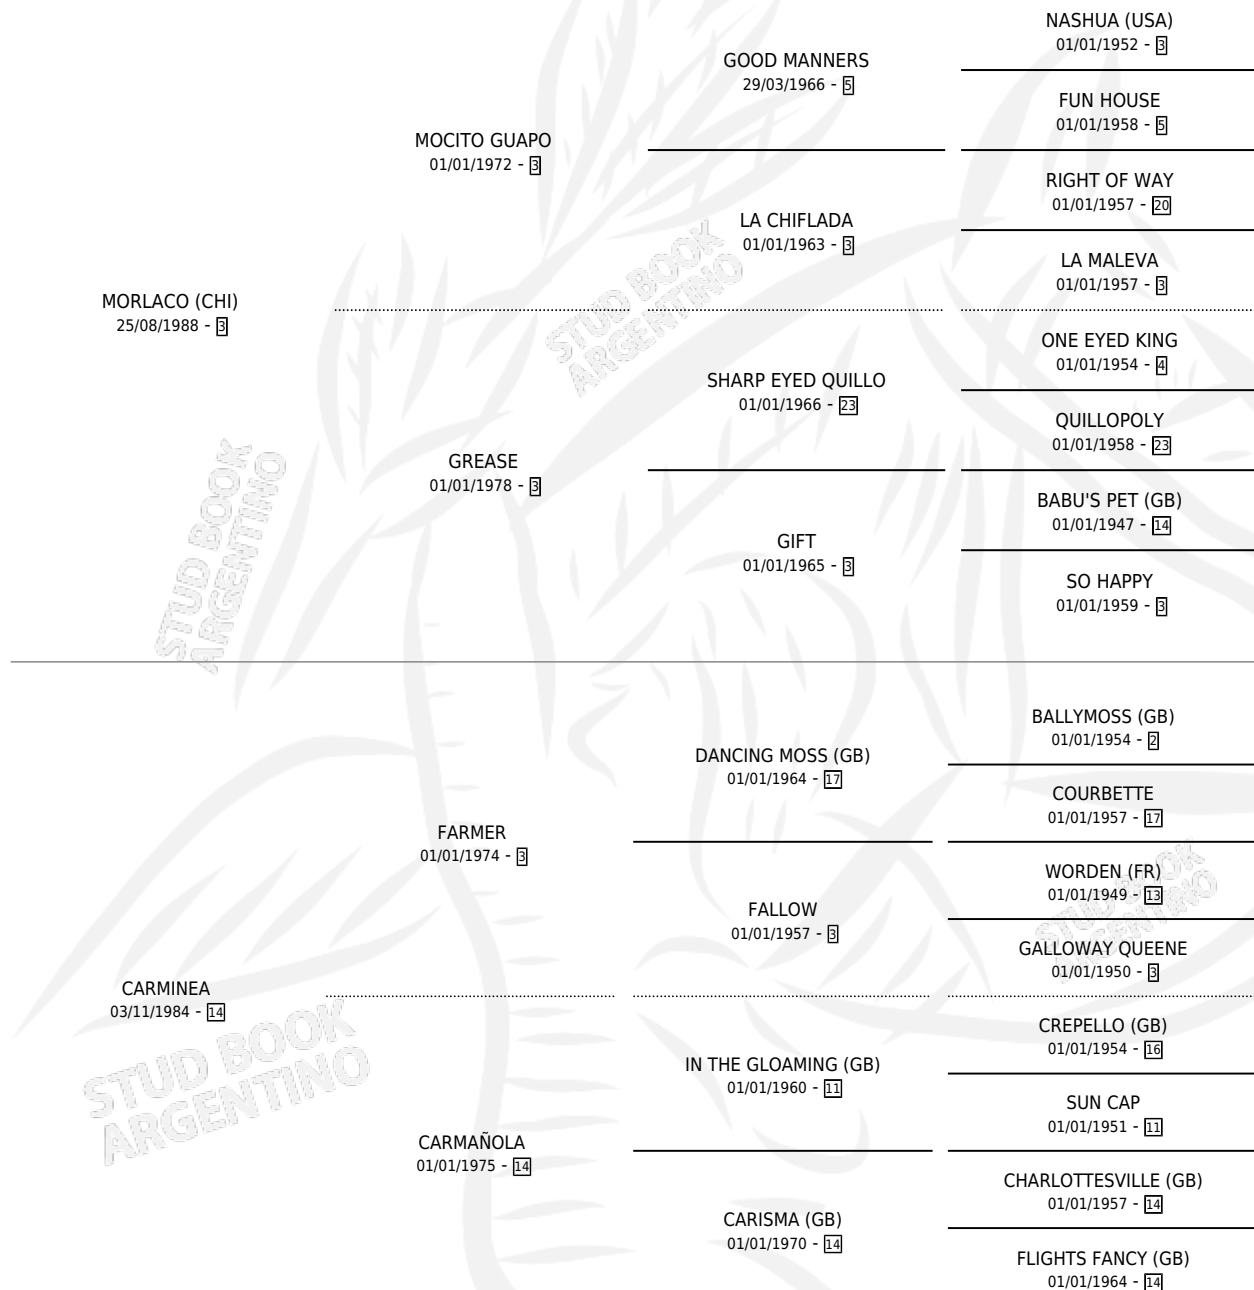 NASHUA (USA)
01/01/1952 - 3
GOOD MANNERS
29/03/1966 - 5
FUN HOUSE
01/01/1958 - 5
MOCITO GUAPO
01/01/1972 - 3
RIGHT OF WAY
01/01/1957 - 20
LA CHIFLADA
01/01/1963 - 3
LA MALEVA
01/01/1957 - 3
MORLACO (CHI)
25/08/1988 - 3
STUD BOOK
ARGENTINO
ONE EYED KING
01/01/1954 - 4
SHARP EYED QUILLO
01/01/1966 - 23
QUILLOPOLY
01/01/1958 - 23
GREASE
01/01/1978 - 3
BABU'S PET (GB)
01/01/1947 - 14
GIFT
01/01/1965 - 3
SO HAPPY
01/01/1959 - 3
STUD BOOK
ARGENTINO
BALLYMOSS (GB)
01/01/1954 - 2
DANCING MOSS (GB)
01/01/1964 - 17
COURBETTE
01/01/1957 - 17
FARMER
01/01/1974 - 3
WORDEN (FR)
01/01/1949 - 13
FALLOW
01/01/1957 - 3
GALLOWAY QUEENE
01/01/1950 - 3
STUD BOOK
ARGENTINO
CARMINEA
03/11/1984 - 14
CREPELLO (GB)
01/01/1954 - 16
IN THE GLOAMING (GB)
01/01/1960 - 11
SUN CAP
01/01/1951 - 11
STUD BOOK
ARGENTINO
CARMAÑOLA
01/01/1975 - 14
CHARLOTTESVILLE (GB)
01/01/1957 - 14
CARISMA (GB)
01/01/1970 - 14
FLIGHTS FANCY (GB)
01/01/1964 - 14